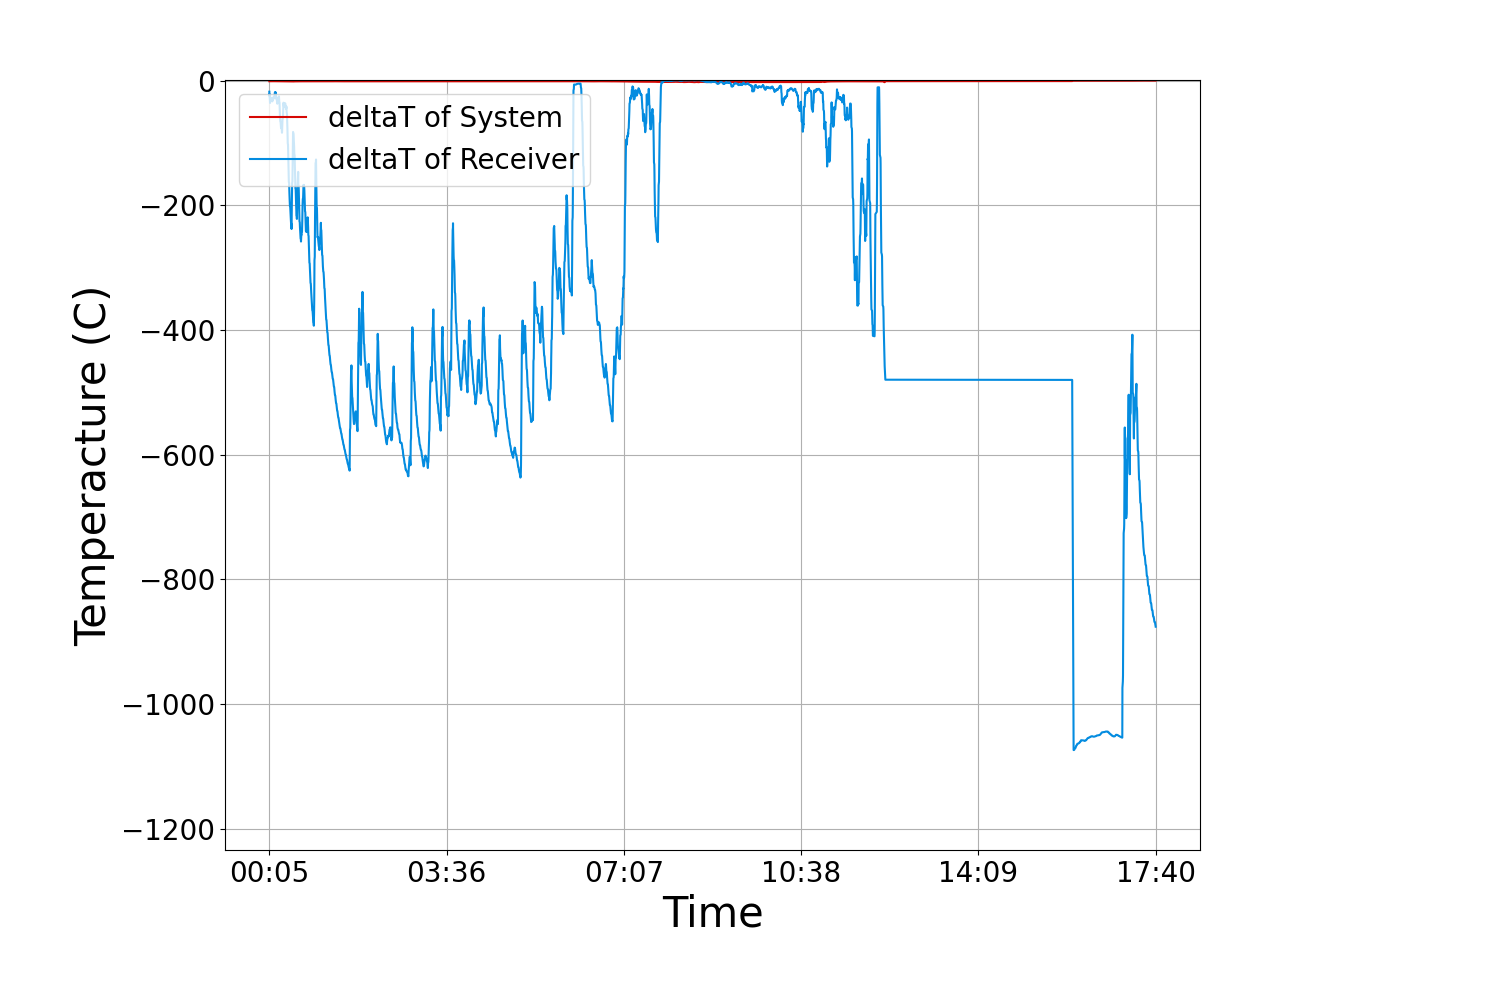 deltaT of System
deltaT of Receiver
0
−200
−400
−600
−800
−1000
−1200
Temperacture (C)
00:05 03:36 07:07 10:38 14:09 17:40
Time